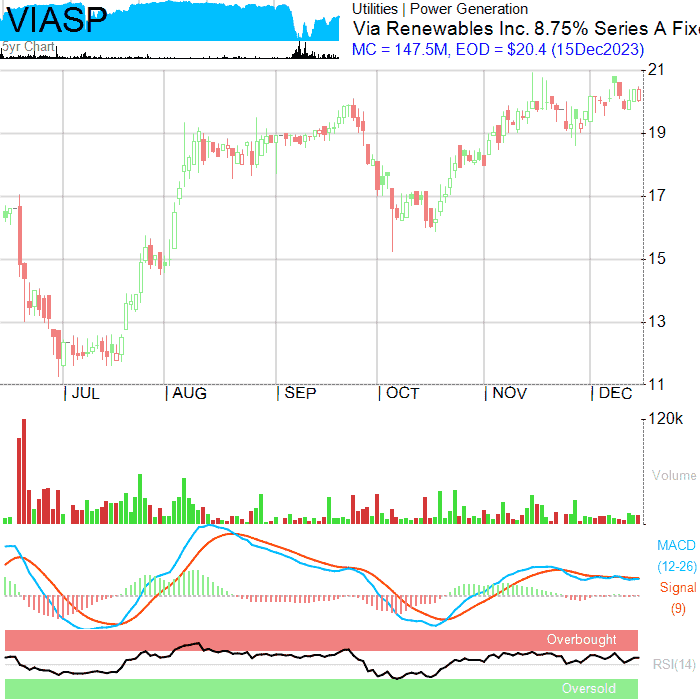 VIASP
5yr Chart
Utilities | Power Generation
Via Renewables Inc. 8.75% Series A Fixe
MC = 147.5M, EOD = $20.4 (15Dec2023)
21
19
17
15
13
11
JUL AUG SEP OCT NOV DEC
120k
Volume
MACD
(12-26)
Signal
(9)
Overbought
RSI(14)
Oversold